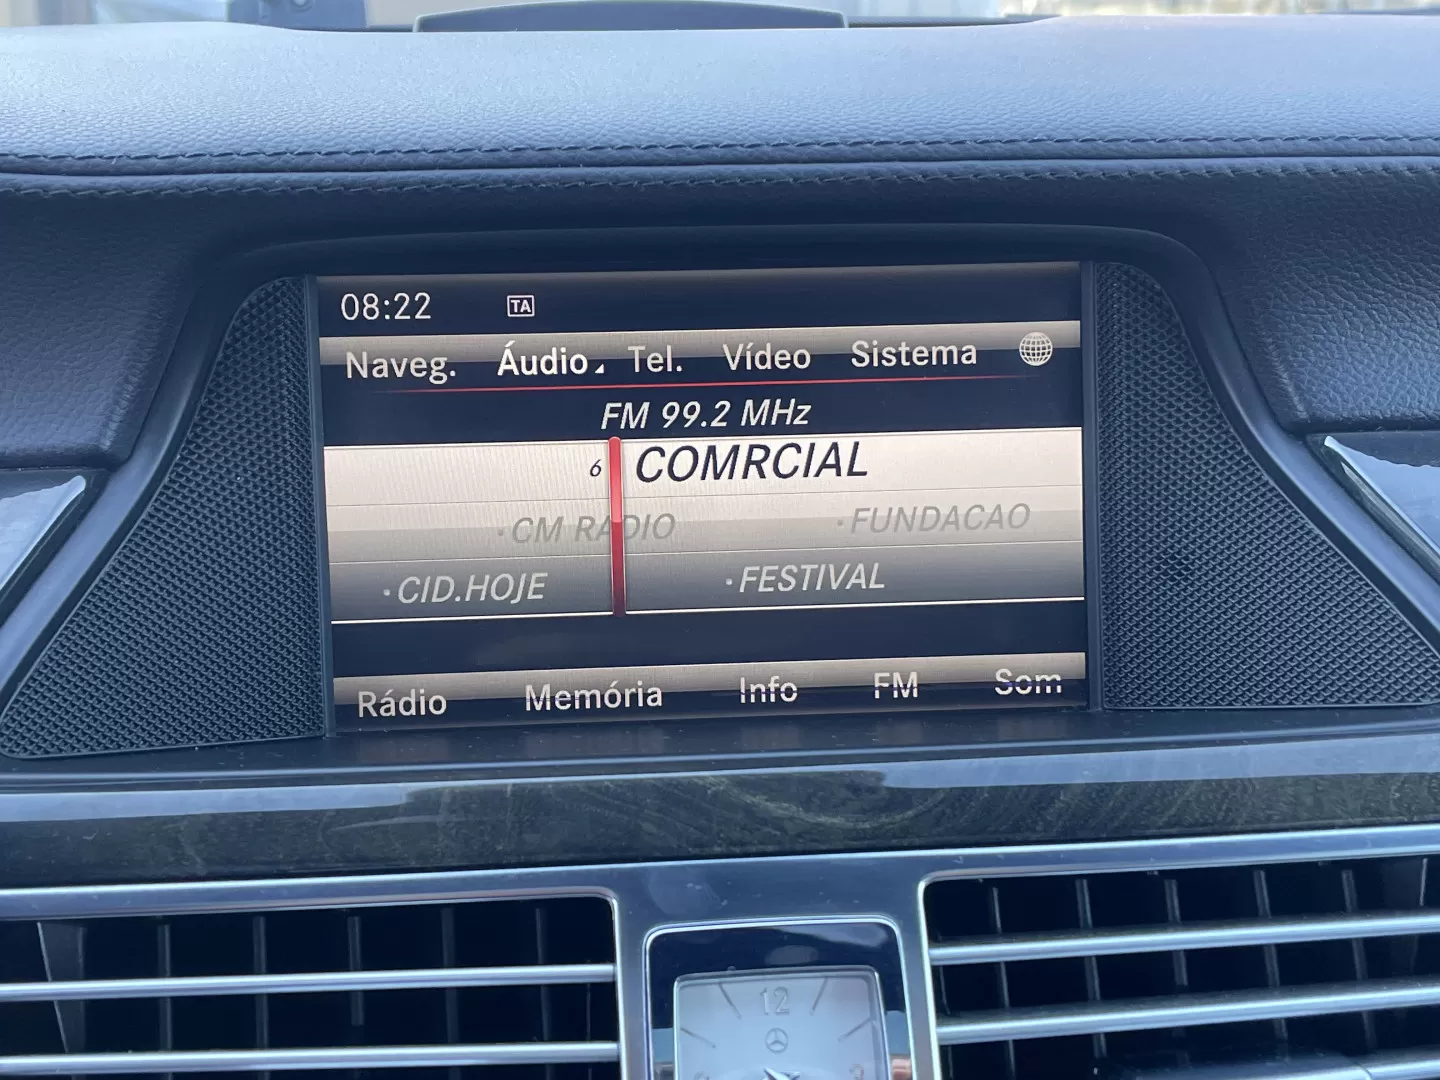 08:22 TA
Naveg. Áudio Tel. Vídeo Sistema
FM 99.2 MHz
6 COMRCIAL
·CM RADIO ·FUNDACAO
·CID.HOJE ·FESTIVAL
Rádio Memória Info FM Som
12
3